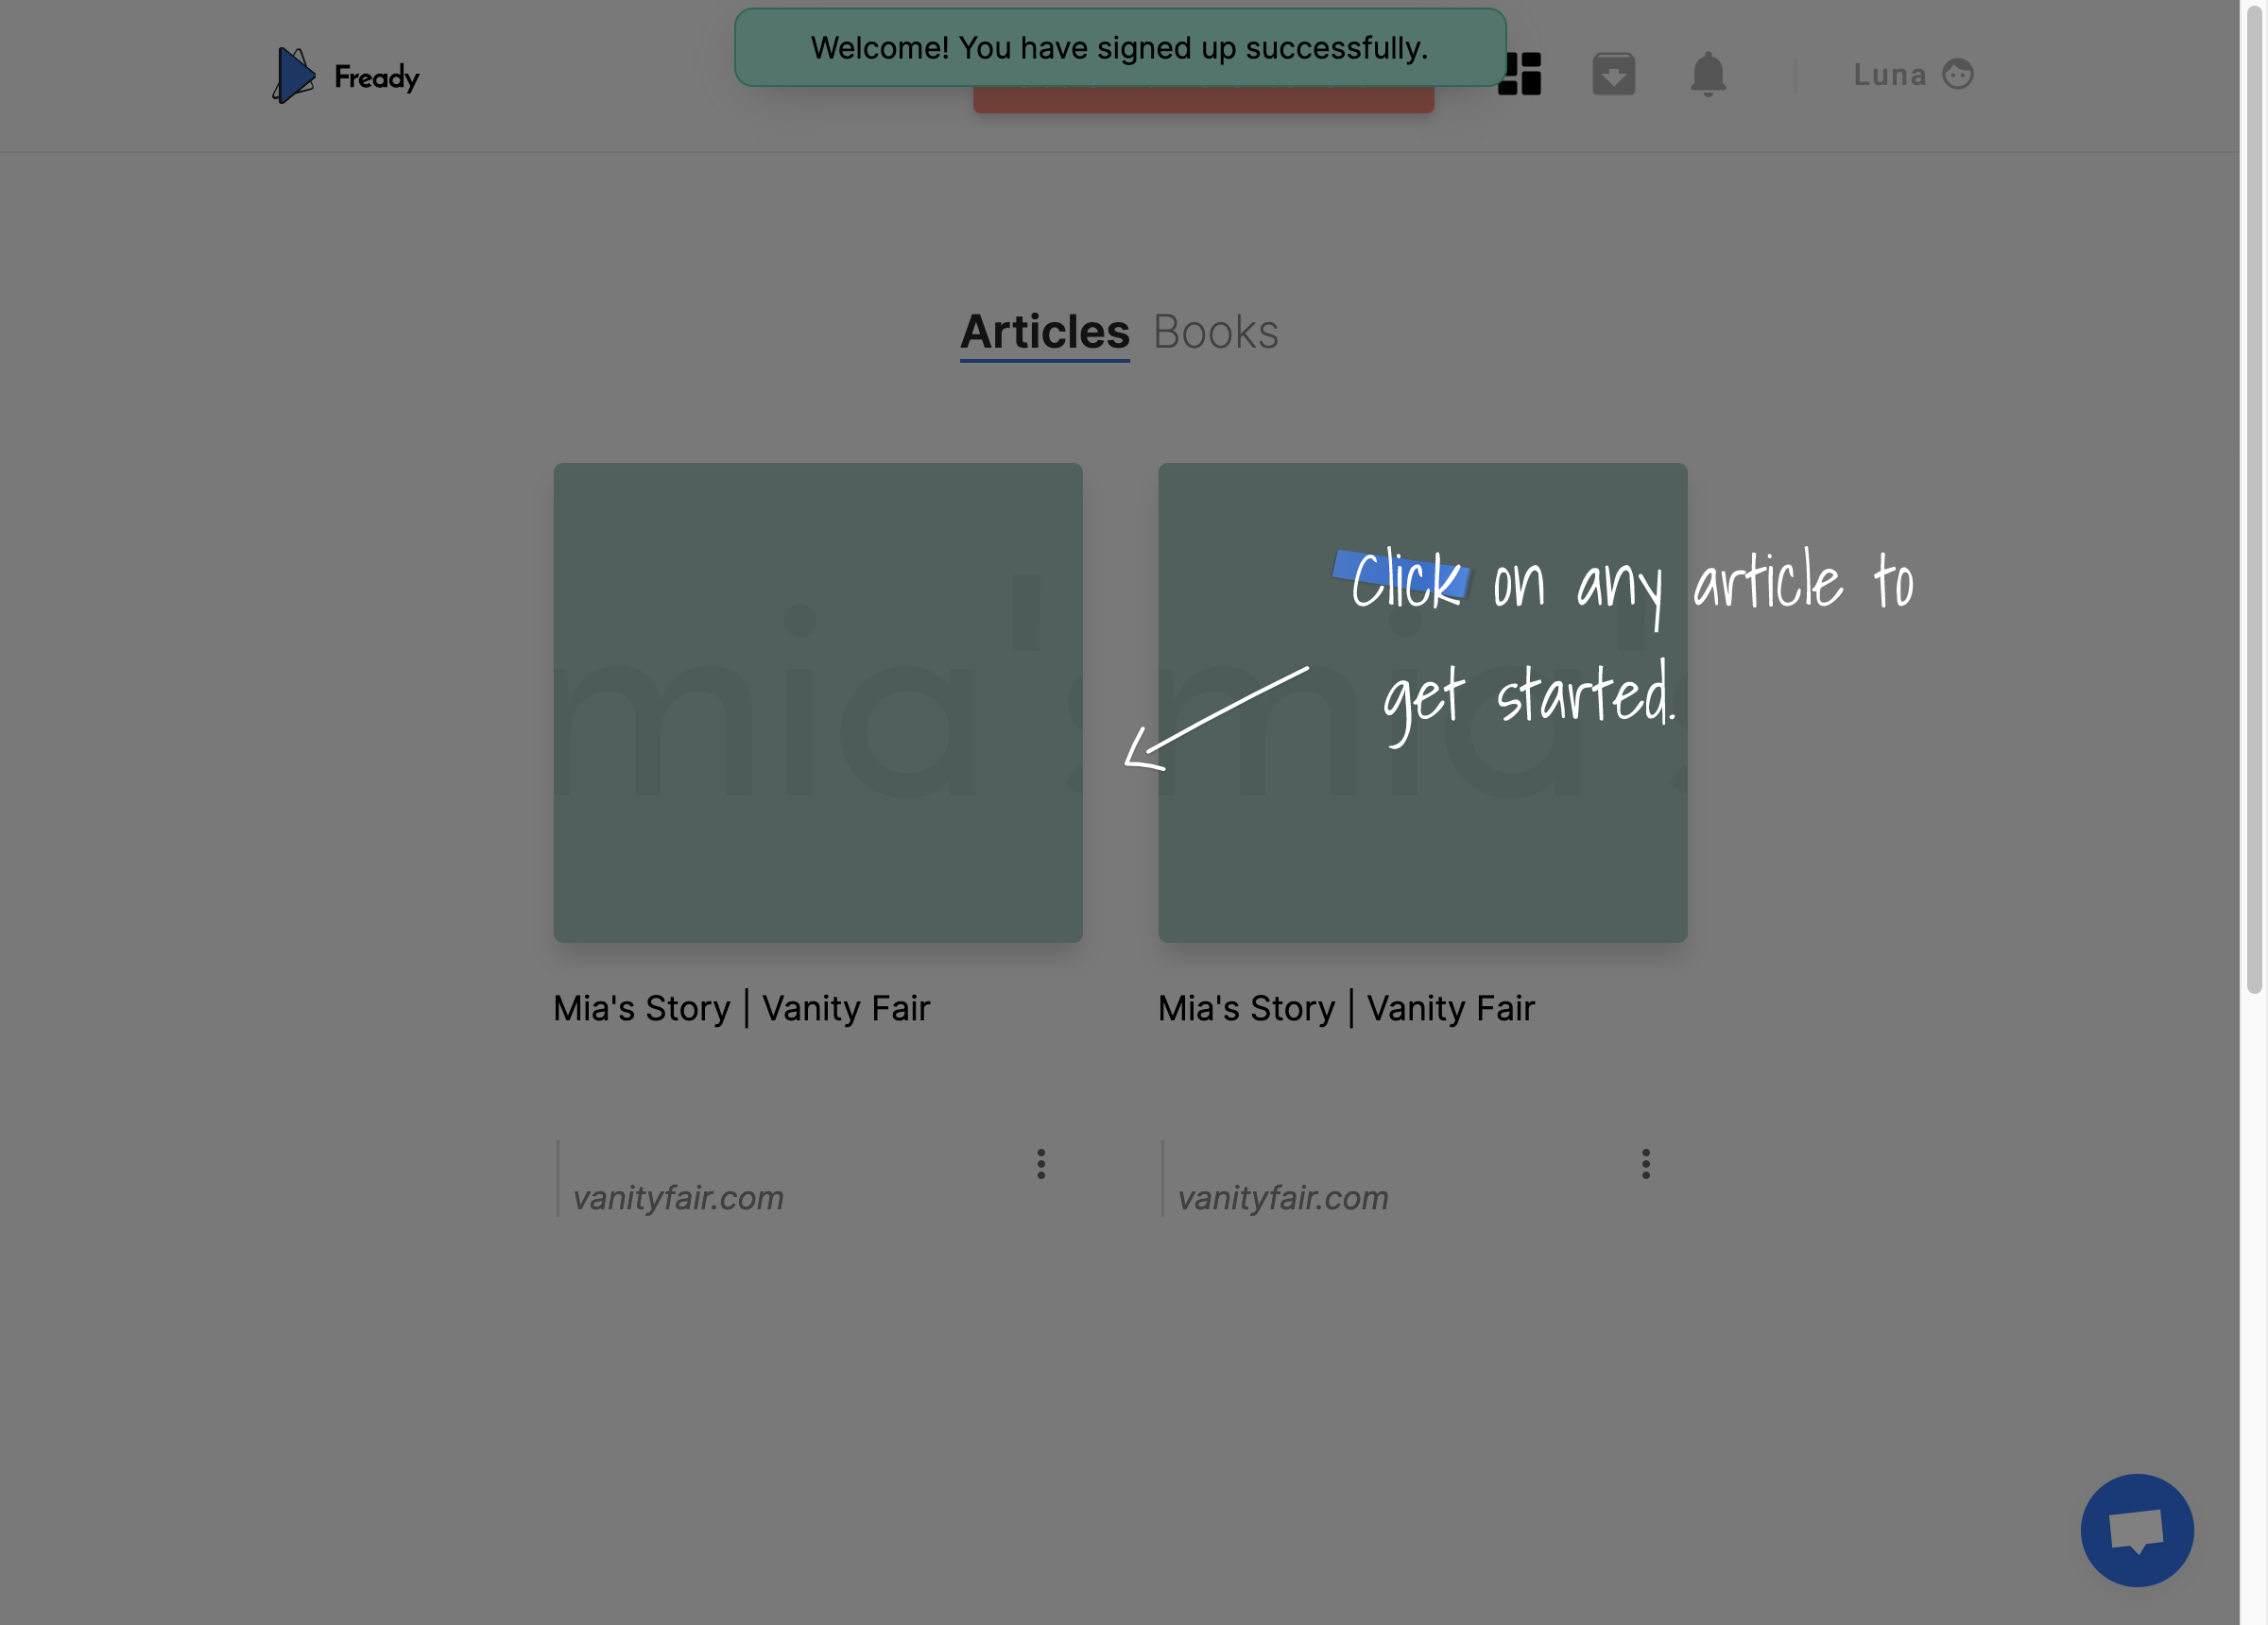 Welcome! You have signed up successfully.
Fready
Luna
Articles Books
mia's
mia's
Click on any article to
get started.
Mia's Story | Vanity Fair
Mia's Story | Vanity Fair
vanityfair.com
vanityfair.com